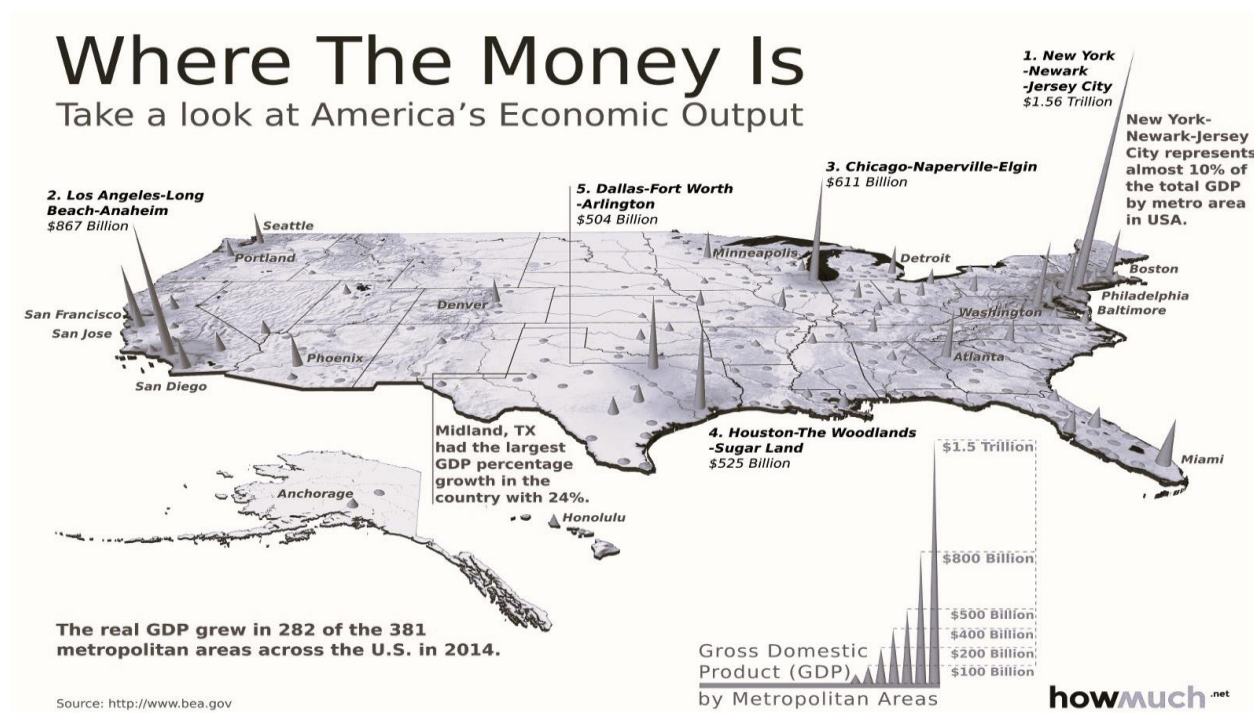 Where The Money Is
Take a look at America's Economic Output
1. New York
-Newark
-Jersey City
$1.56 Trillion
New York-
Newark-Jersey
City represents
almost 10% of
the total GDP
by metro area
in USA.
2. Los Angeles-Long
Beach-Anaheim
$867 Billion
5. Dallas-Fort Worth
-Arlington
$504 Billion
3. Chicago-Naperville-Elgin
$611 Billion
Seattle
Portland
Minneapolis
Detroit
Boston
Philadelphia
Baltimore
Washington
Denver
San Francisco
San Jose
Phoenix
Atlanta
San Diego
Midland, TX
had the largest
GDP percentage
growth in the
country with 24%.
4. Houston-The Woodlands
-Sugar Land
$525 Billion
Miami
Anchorage
Honolulu
$1.5 Trillion
$800 Billion
$500 Billion
$400 Billion
$200 Billion
$100 Billion
Gross Domestic
Product (GDP)
by Metropolitan Areas
The real GDP grew in 282 of the 381
metropolitan areas across the U.S. in 2014.
Source: http://www.bea.gov
howmuch.net